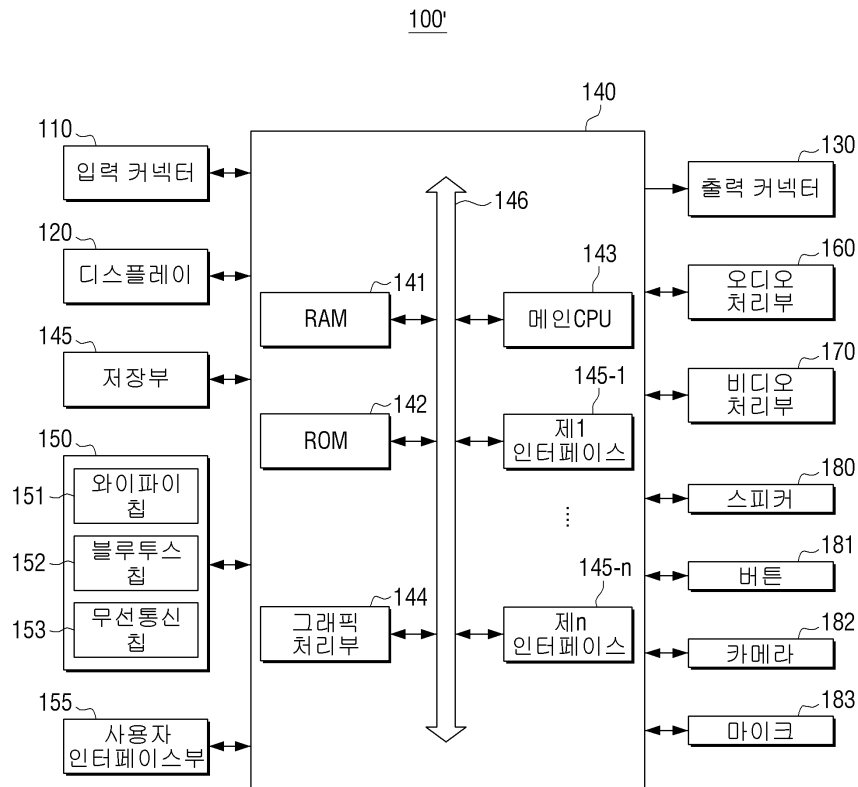 100'
140
110
입력 커넥터
130
출력 커넥터
146
120
디스플레이
160
오디오
처리부
141
RAM
143
메인CPU
145
저장부
170
비디오
처리부
142
ROM
145-1
제1
인터페이스
150
151
와이파이
칩
152
블루투스
칩
153
무선통신
칩
180
스피커
181
버튼
144
그래픽
처리부
145-n
제n
인터페이스
182
카메라
155
사용자
인터페이스부
183
마이크